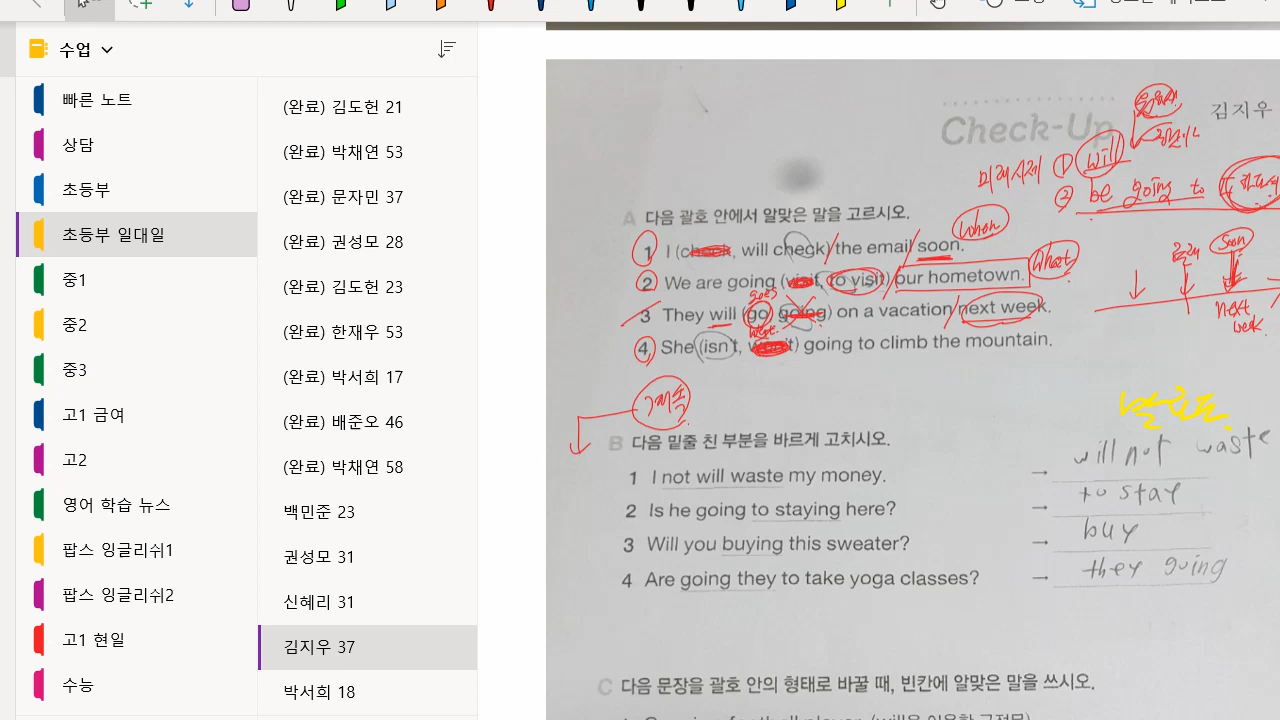 수업
빠른 노트
상담
초등부
초등부 일대일
중1
중2
중3
고1 금여
고2
영어 학습 뉴스
팝스 잉글리쉬1
팝스 잉글리쉬2
고1 현일
수능
(완료) 김도헌 21
(완료) 박채연 53
(완료) 문자민 37
(완료) 권성모 28
(완료) 김도헌 23
(완료) 한재우 53
(완료) 박서희 17
(완료) 배준오 46
(완료) 박채연 58
백민준 23
권성모 31
신혜리 31
김지우 37
박서희 18
Check-Up
김지우
미래시제 ① will
② be going to
A 다음 괄호 안에서 알맞은 말을 고르시오.
when
1 I (check, will check) the email soon.
what
2 We are going (visit, to visit) our hometown.
goes
3 They will (go, going) on a vacation next week.
went
4 She (isn't, won't) going to climb the mountain.
soon
next
week
계속
발표
B 다음 밑줄 친 부분을 바르게 고치시오.
1 I not will waste my money. → will not waste
2 Is he going to staying here? → to stay
3 Will you buying this sweater? → buy
4 Are going they to take yoga classes? → they going
C 다음 문장을 괄호 안의 형태로 바꿀 때, 빈칸에 알맞은 말을 쓰시오.